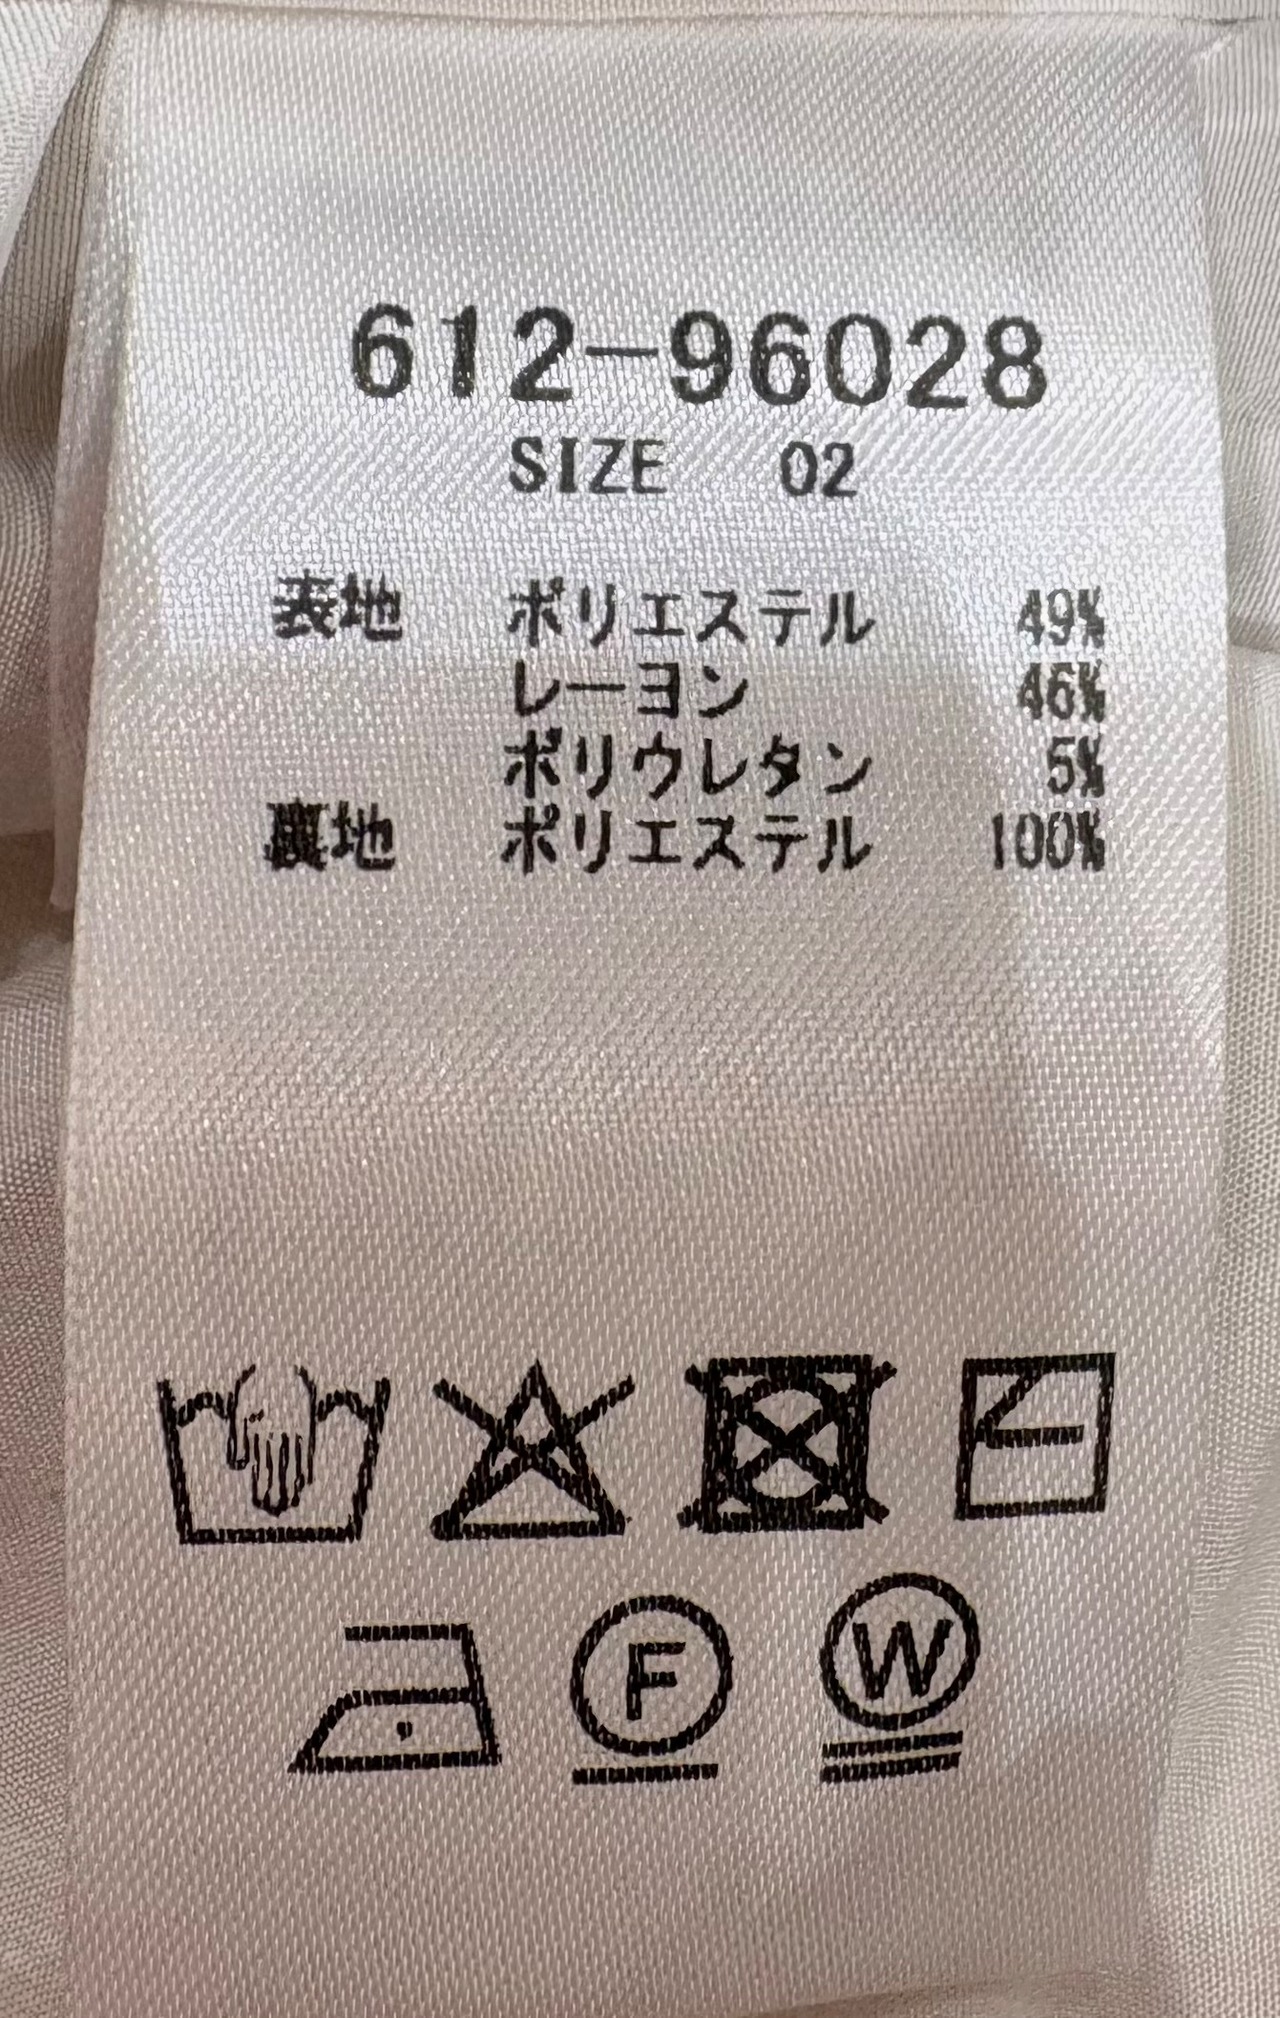 612-96028
SIZE 02
表地 ポリエステル 49%
レーヨン 46%
ポリウレタン 5%
裏地 ポリエステル 100%
F
W